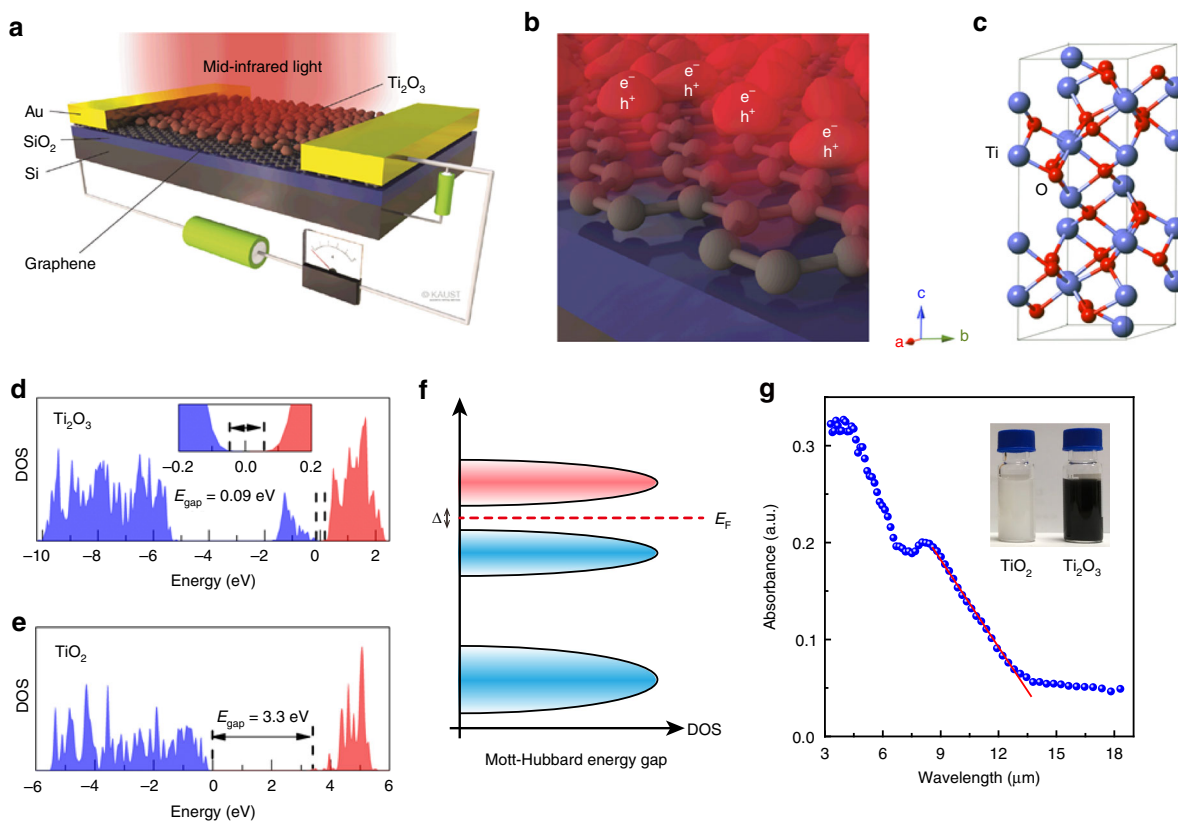 a
Mid-infrared light
Ti₂O₃
Au
SiO₂
Si
Graphene
© KAUST
b
e⁻
h⁺
e⁻
h⁺
e⁻
h⁺
e⁻
h⁺
c
Ti
O
c
a
b
d
Ti₂O₃
DOS
−0.2 0.0 0.2
E_gap = 0.09 eV
−10 −8 −6 −4 −2 0 2
Energy (eV)
e
TiO₂
DOS
E_gap = 3.3 eV
−6 −4 −2 0 2 4 6
Energy (eV)
f
Δ
E_F
DOS
Mott-Hubbard energy gap
g
Absorbance (a.u.)
0.3
0.2
0.1
0.0
TiO₂ Ti₂O₃
3 6 9 12 15 18
Wavelength (μm)